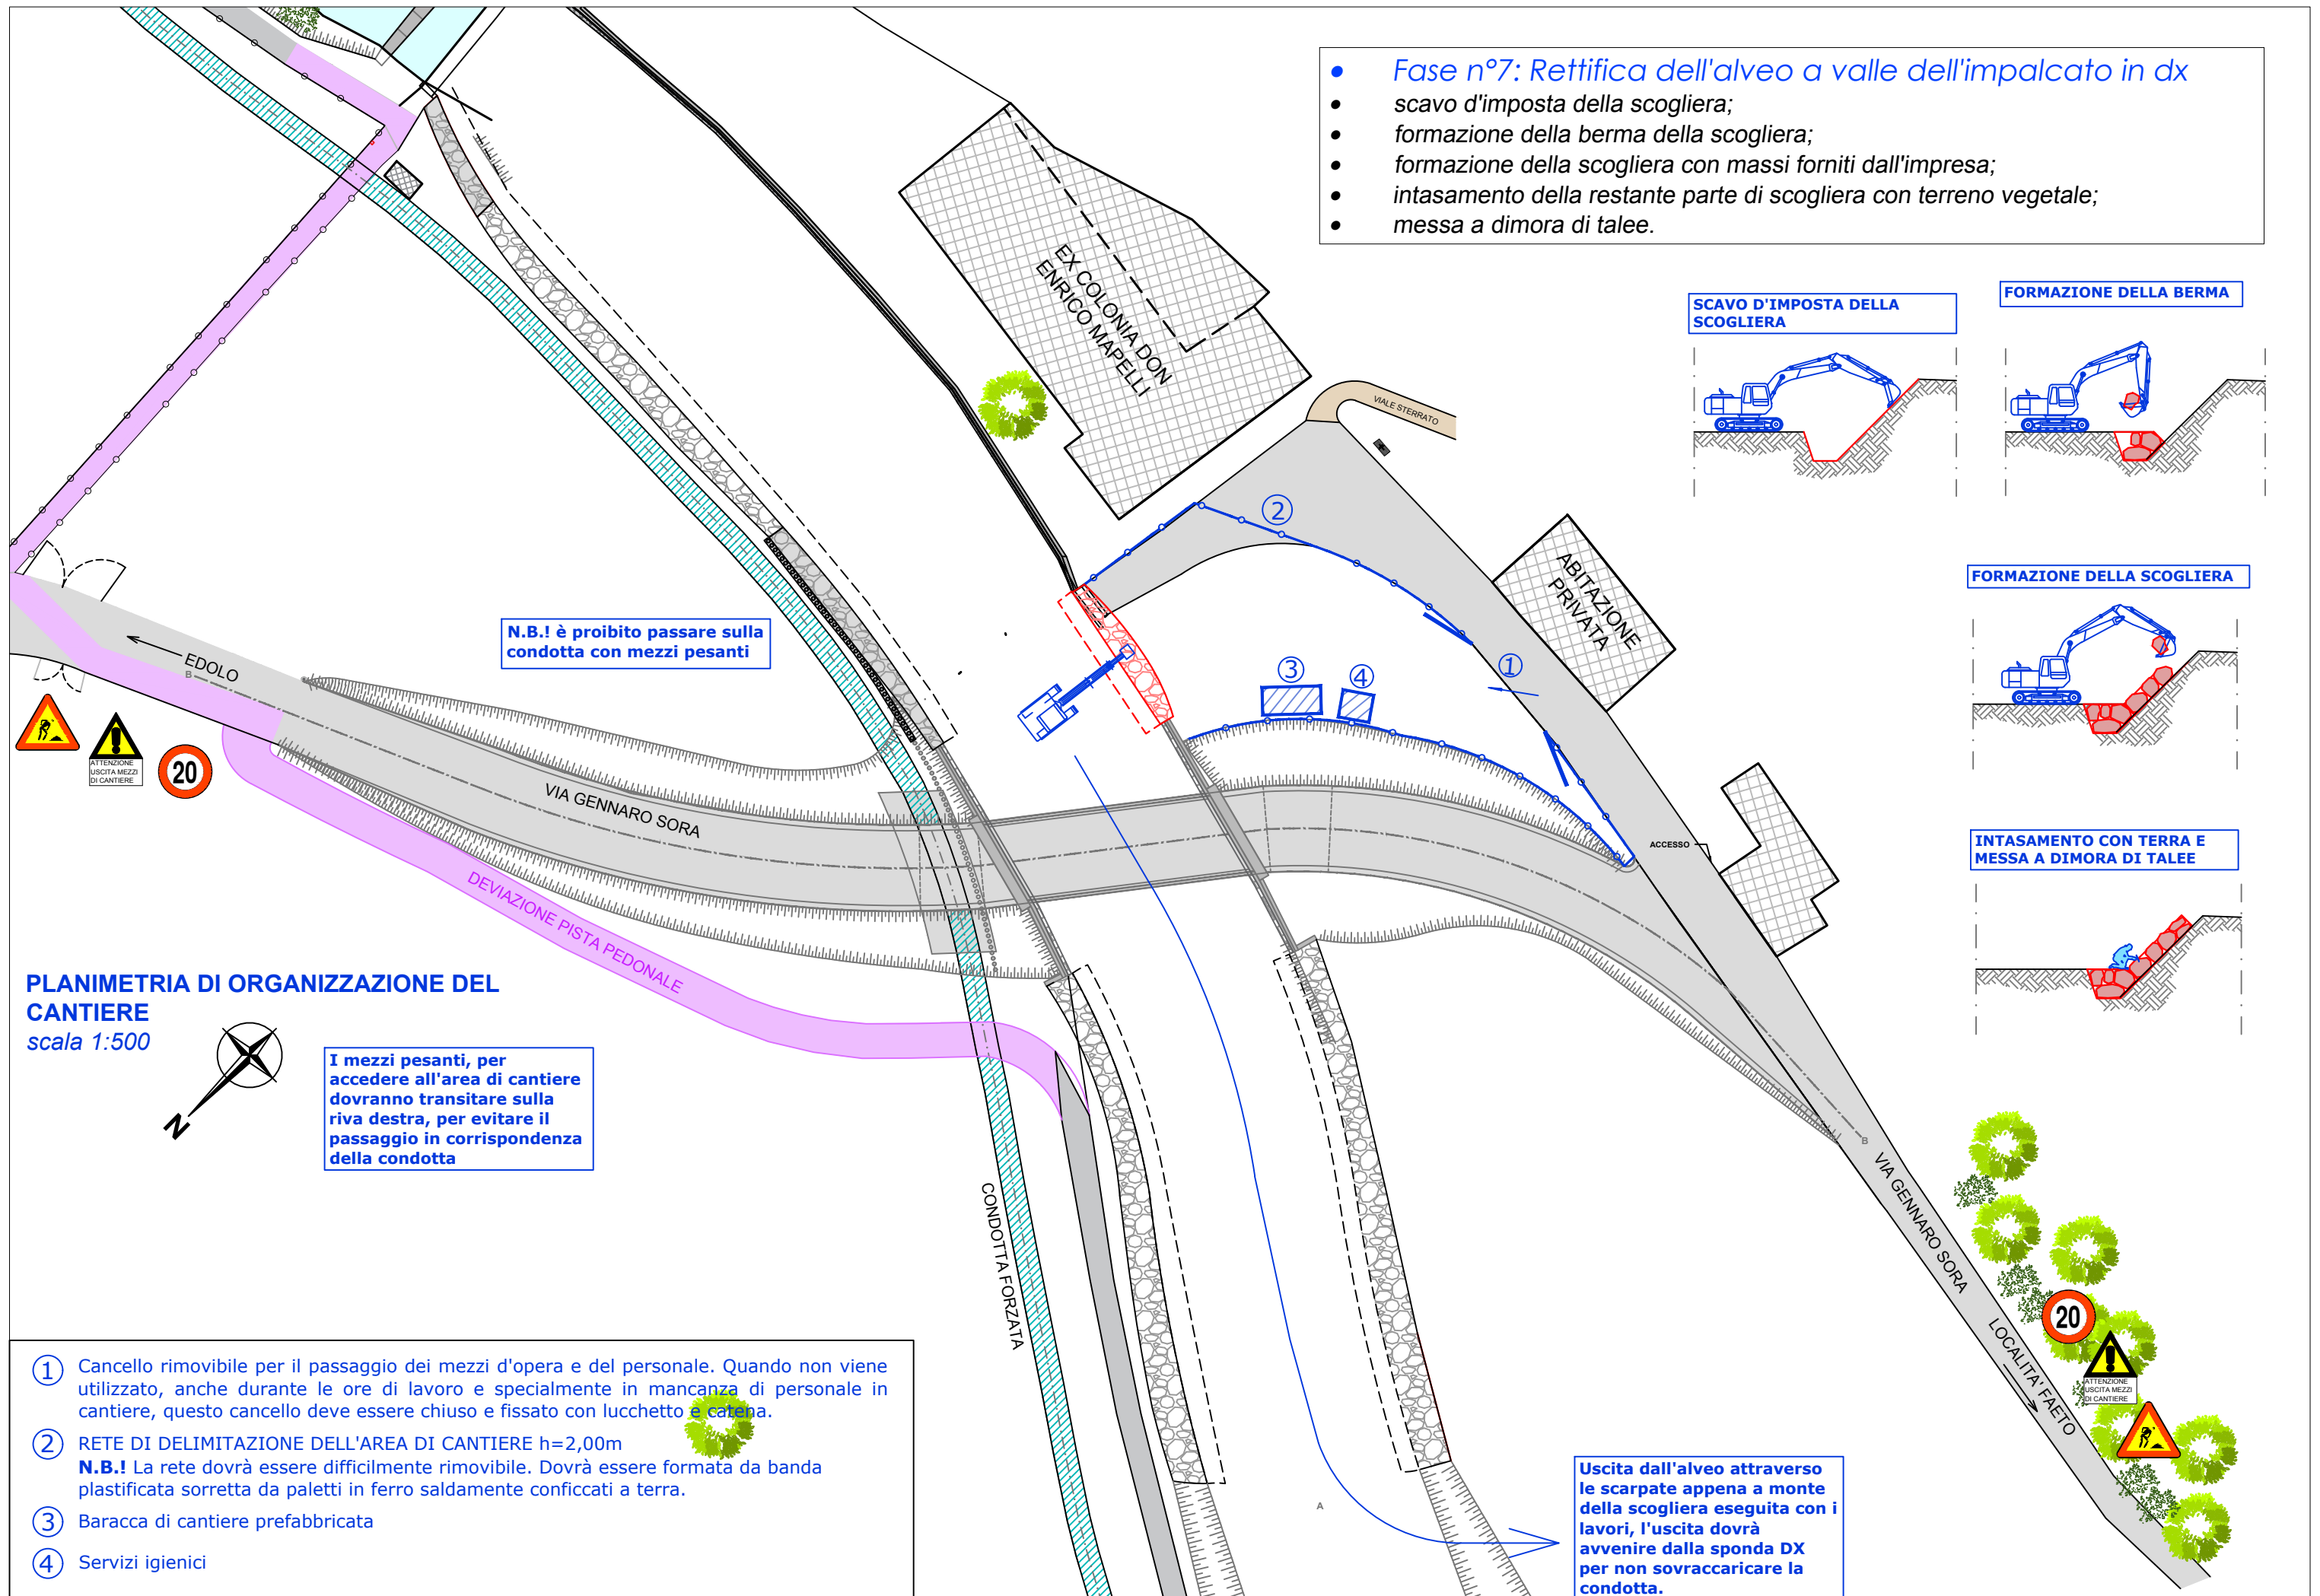 • Fase n°7: Rettifica dell'alveo a valle dell'impalcato in dx
• scavo d'imposta della scogliera;
• formazione della berma della scogliera;
• formazione della scogliera con massi forniti dall'impresa;
• intasamento della restante parte di scogliera con terreno vegetale;
• messa a dimora di talee.
SCAVO D'IMPOSTA DELLA
SCOGLIERA
FORMAZIONE DELLA BERMA
EX COLONIA DON
ENRICO MAPELLI
VIALE STERRATO
2
ABITAZIONE
PRIVATA
FORMAZIONE DELLA SCOGLIERA
N.B.! è proibito passare sulla
condotta con mezzi pesanti
1
3
4
EDOLO
B
ATTENZIONE
USCITA MEZZI
DI CANTIERE
20
VIA GENNARO SORA
ACCESSO
INTASAMENTO CON TERRA E
MESSA A DIMORA DI TALEE
DEVIAZIONE PISTA PEDONALE
PLANIMETRIA DI ORGANIZZAZIONE DEL
CANTIERE
scala 1:500
N
I mezzi pesanti, per
accedere all'area di cantiere
dovranno transitare sulla
riva destra, per evitare il
passaggio in corrispondenza
della condotta
B
VIA GENNARO SORA
CONDOTTA FORZATA
LOCALITA' FAETO
20
ATTENZIONE
USCITA MEZZI
DI CANTIERE
1 Cancello rimovibile per il passaggio dei mezzi d'opera e del personale. Quando non viene
utilizzato, anche durante le ore di lavoro e specialmente in mancanza di personale in
cantiere, questo cancello deve essere chiuso e fissato con lucchetto e catena.
2 RETE DI DELIMITAZIONE DELL'AREA DI CANTIERE h=2,00m
N.B.! La rete dovrà essere difficilmente rimovibile. Dovrà essere formata da banda
plastificata sorretta da paletti in ferro saldamente conficcati a terra.
3 Baracca di cantiere prefabbricata
4 Servizi igienici
A
Uscita dall'alveo attraverso
le scarpate appena a monte
della scogliera eseguita con i
lavori, l'uscita dovrà
avvenire dalla sponda DX
per non sovraccaricare la
condotta.